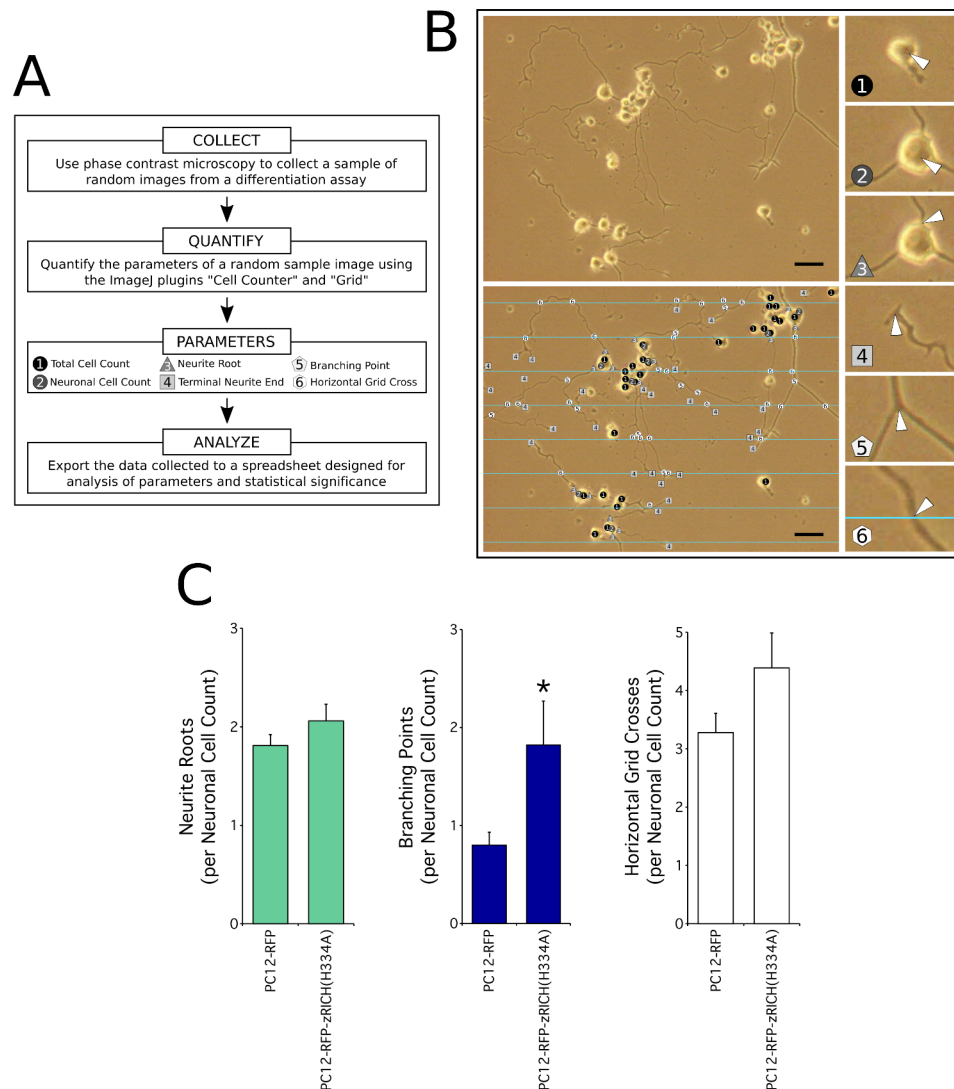 A
COLLECT
Use phase contrast microscopy to collect a sample of
random images from a differentiation assay
QUANTIFY
Quantify the parameters of a random sample image using
the ImageJ plugins "Cell Counter" and "Grid"
PARAMETERS
1 Total Cell Count 3 Neurite Root 5 Branching Point
2 Neuronal Cell Count 4 Terminal Neurite End 6 Horizontal Grid Cross
ANALYZE
Export the data collected to a spreadsheet designed for
analysis of parameters and statistical significance
B
1
2
3
4
5
6
C
Neurite Roots
(per Neuronal Cell Count)
3
2
1
0
PC12-RFP
PC12-RFP-zRICH(H334A)
Branching Points
(per Neuronal Cell Count)
3
2
1
0
*
PC12-RFP
PC12-RFP-zRICH(H334A)
Horizontal Grid Crosses
(per Neuronal Cell Count)
5
4
3
2
1
0
PC12-RFP
PC12-RFP-zRICH(H334A)